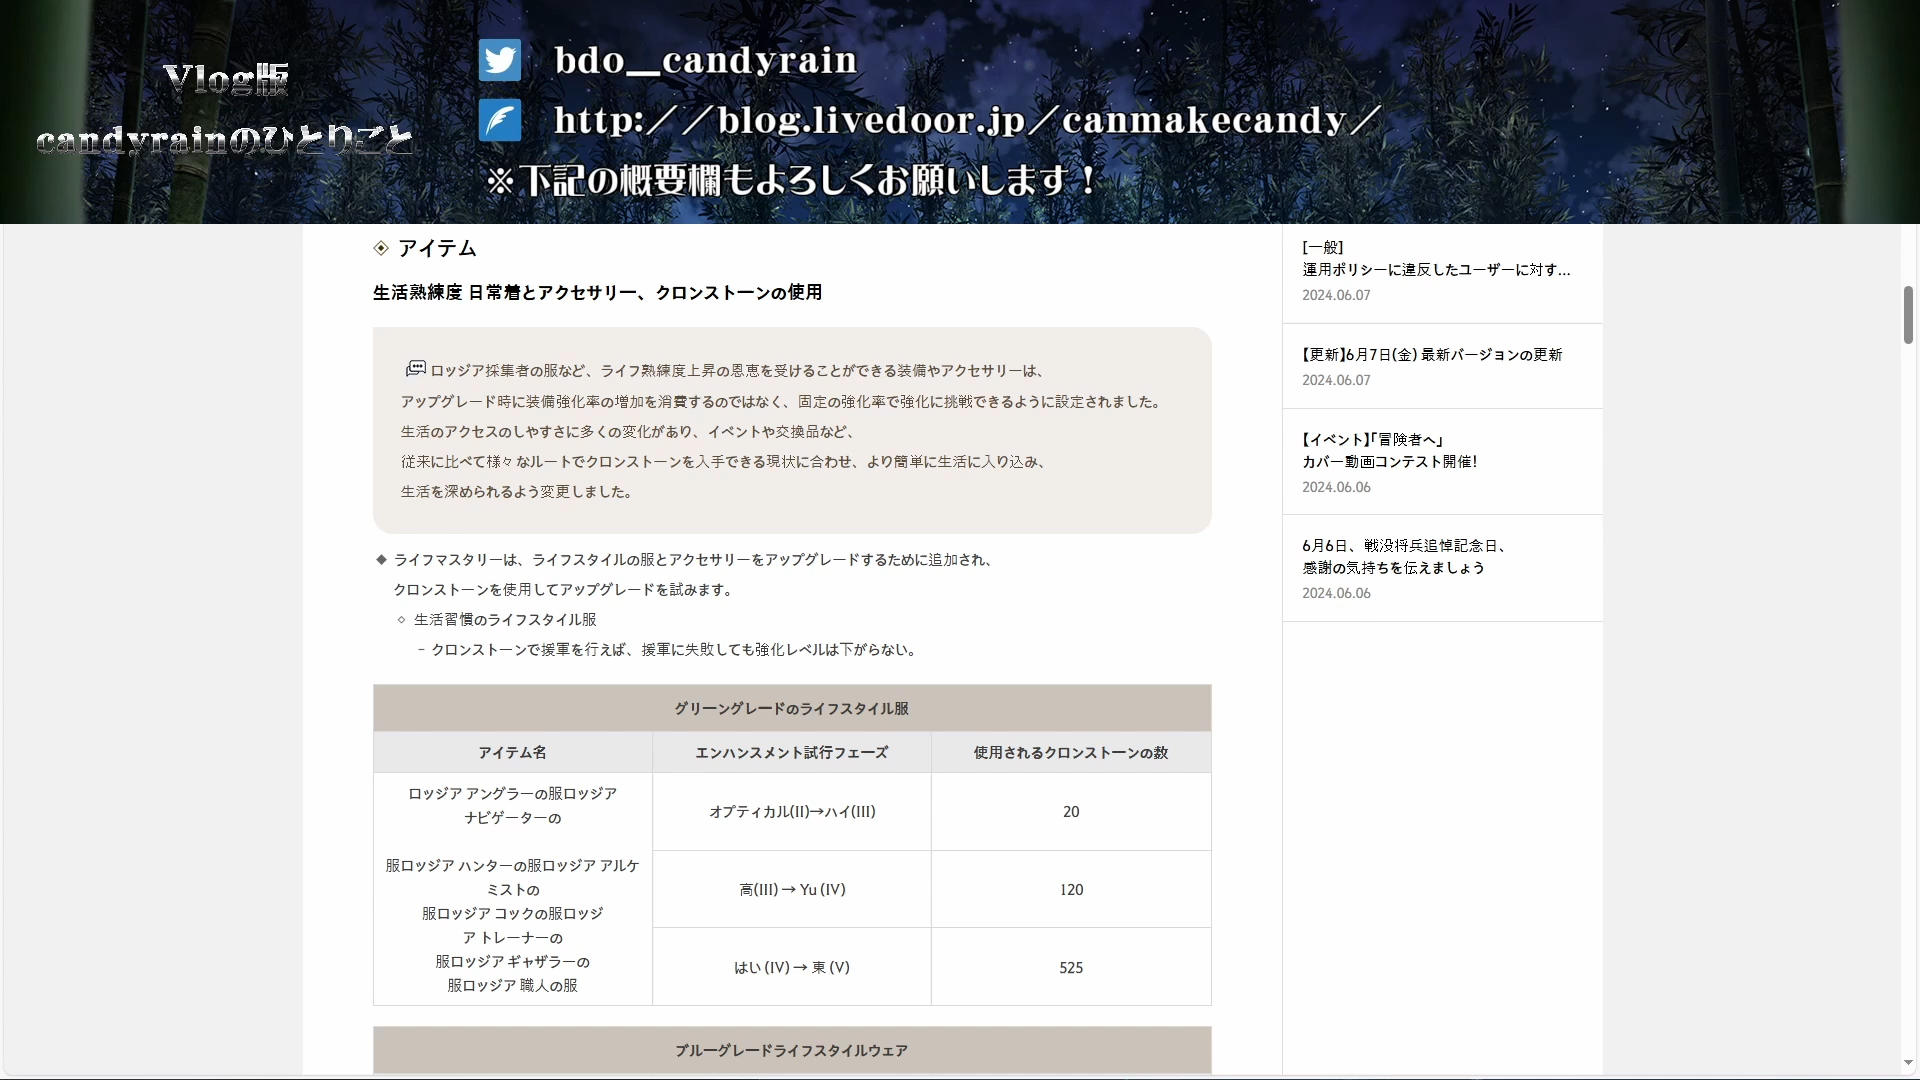 Vlog版
candyrainのひとりごと
bdo__candyrain
http://blog.livedoor.jp/canmakecandy/
※下記の概要欄もよろしくお願いします！
アイテム
生活熟練度 日常着とアクセサリー、クロンストーンの使用
ロッジア採集者の服など、ライフ熟練度上昇の恩恵を受けることができる装備やアクセサリーは、
アップグレード時に装備強化率の増加を消費するのではなく、固定の強化率で強化に挑戦できるように設定されました。
生活のアクセスのしやすさに多くの変化があり、イベントや交換品など、
従来に比べて様々なルートでクロンストーンを入手できる現状に合わせ、より簡単に生活に入り込み、
生活を深められるよう変更しました。
◆ ライフマスタリーは、ライフスタイルの服とアクセサリーをアップグレードするために追加され、
クロンストーンを使用してアップグレードを試みます。
◇ 生活習慣のライフスタイル服
- クロンストーンで援軍を行えば、援軍に失敗しても強化レベルは下がらない。
グリーングレードのライフスタイル服
アイテム名 エンハンスメント試行フェーズ 使用されるクロンストーンの数
ロッジア アングラーの服ロッジア
ナビゲーターの
服ロッジア ハンターの服ロッジア アルケ
ミストの
服ロッジア コックの服ロッジ
ア トレーナーの
服ロッジア ギャザラーの
服ロッジア 職人の服
オプティカル(II)→ハイ(III) 20
高(III) → Yu (IV) 120
はい (IV) → 東 (V) 525
ブルーグレードライフスタイルウェア
[一般]
運用ポリシーに違反したユーザーに対す...
2024.06.07
【更新】6月7日(金) 最新バージョンの更新
2024.06.07
【イベント】「冒険者へ」
カバー動画コンテスト開催!
2024.06.06
6月6日、戦没将兵追悼記念日、
感謝の気持ちを伝えましょう
2024.06.06